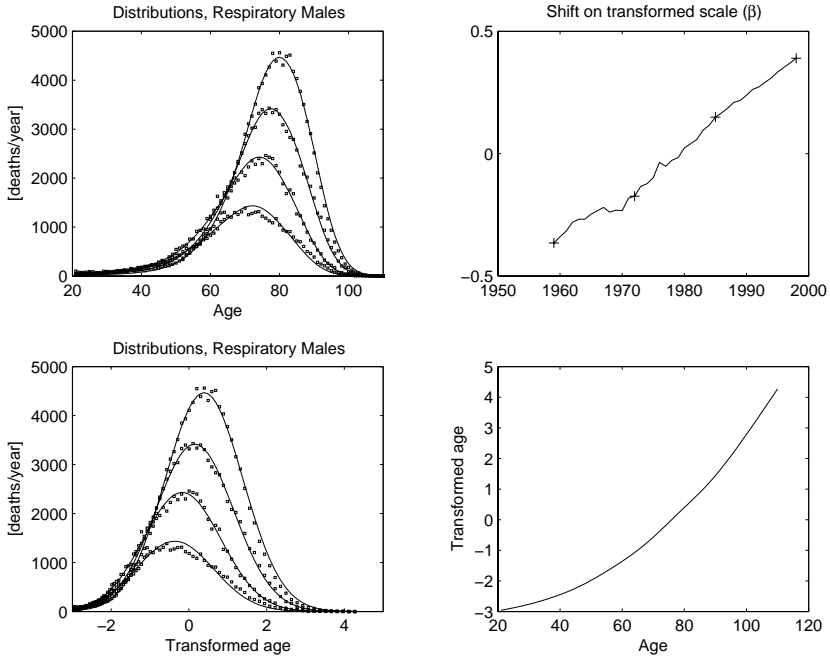 Distributions, Respiratory Males
5000
4000
3000
2000
1000
0
[deaths/year]
20 40 60 80 100
Age
Shift on transformed scale (β)
0.5
0
−0.5
1950 1960 1970 1980 1990 2000
Distributions, Respiratory Males
5000
4000
3000
2000
1000
0
[deaths/year]
−2 0 2 4
Transformed age
5
4
3
2
1
0
−1
−2
−3
Transformed age
20 40 60 80 100 120
Age